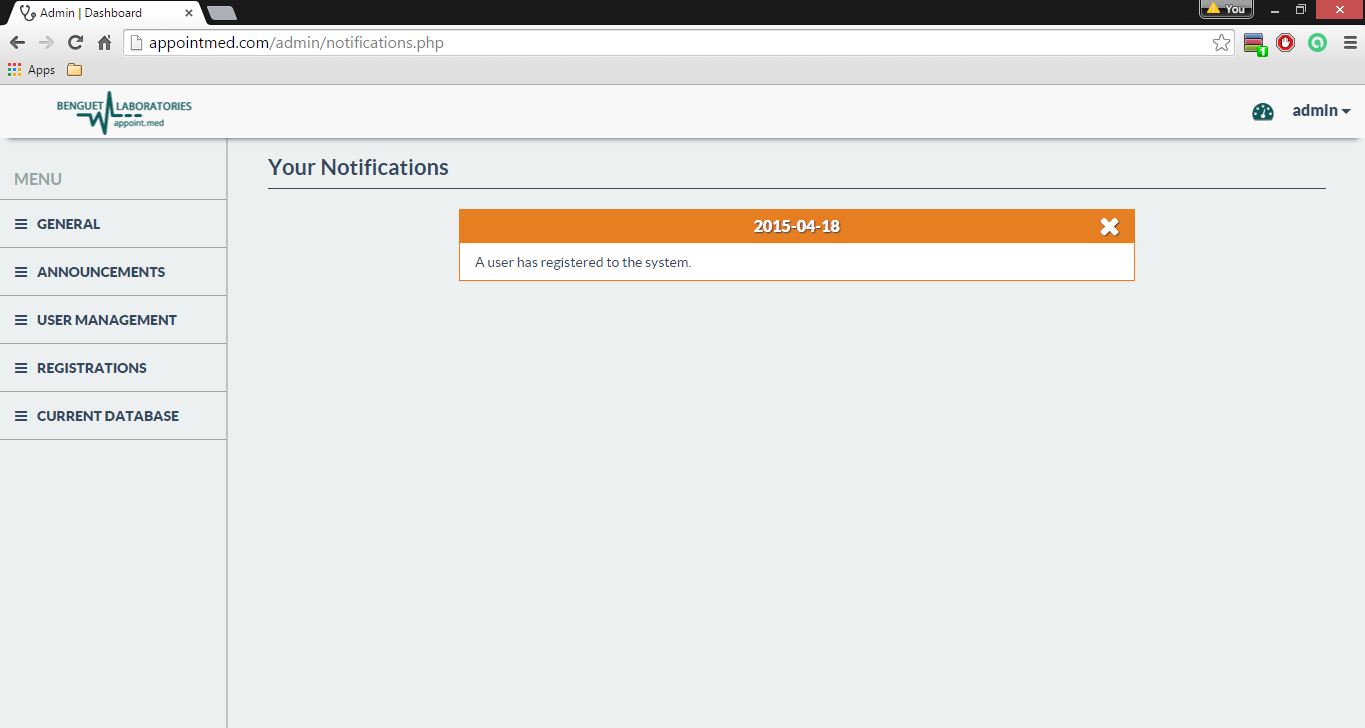 Admin | Dashboard
You
appointmed.com/admin/notifications.php
1
Apps
BENGUET LABORATORIES
appoint.med
admin
MENU
Your Notifications
GENERAL
2015-04-18
A user has registered to the system.
ANNOUNCEMENTS
USER MANAGEMENT
REGISTRATIONS
CURRENT DATABASE